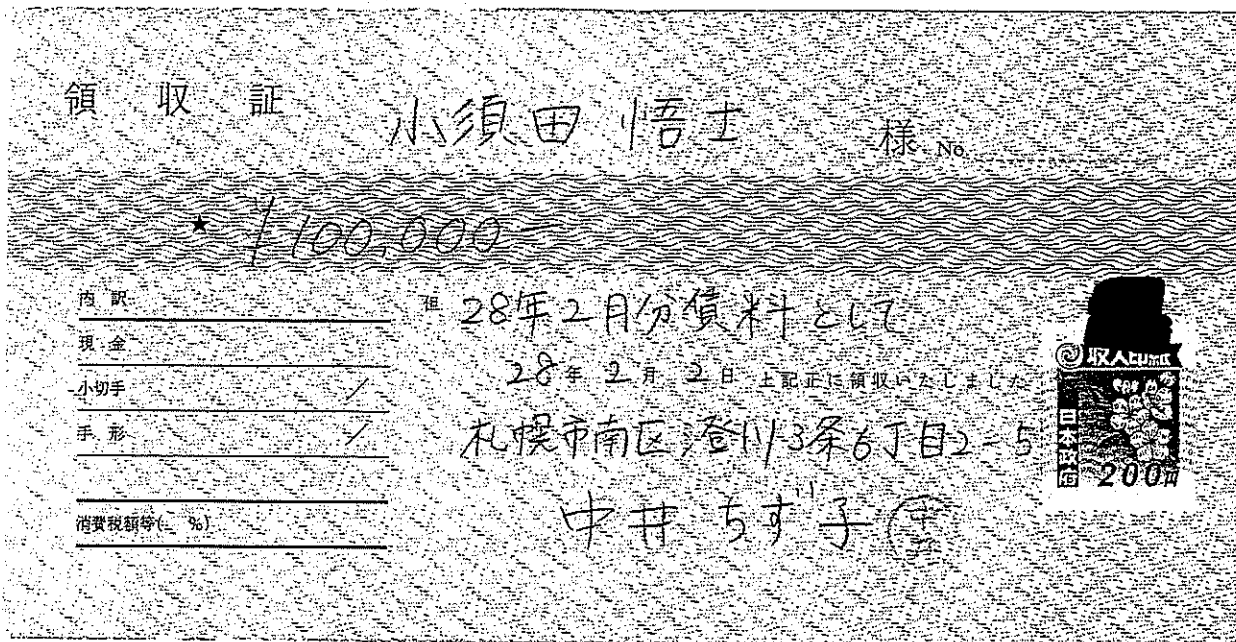 領収証 小須田 悟士 様 No.
★ ¥100,000-
内訳
現金
小切手 /
手形 /
消費税額等( %)
但 28年2月分賃料として
28年 2月 2日 上記正に領収いたしました
札幌市南区澄川3条6丁目2-5
中井 ちず子
収入印紙
日本政府
200円